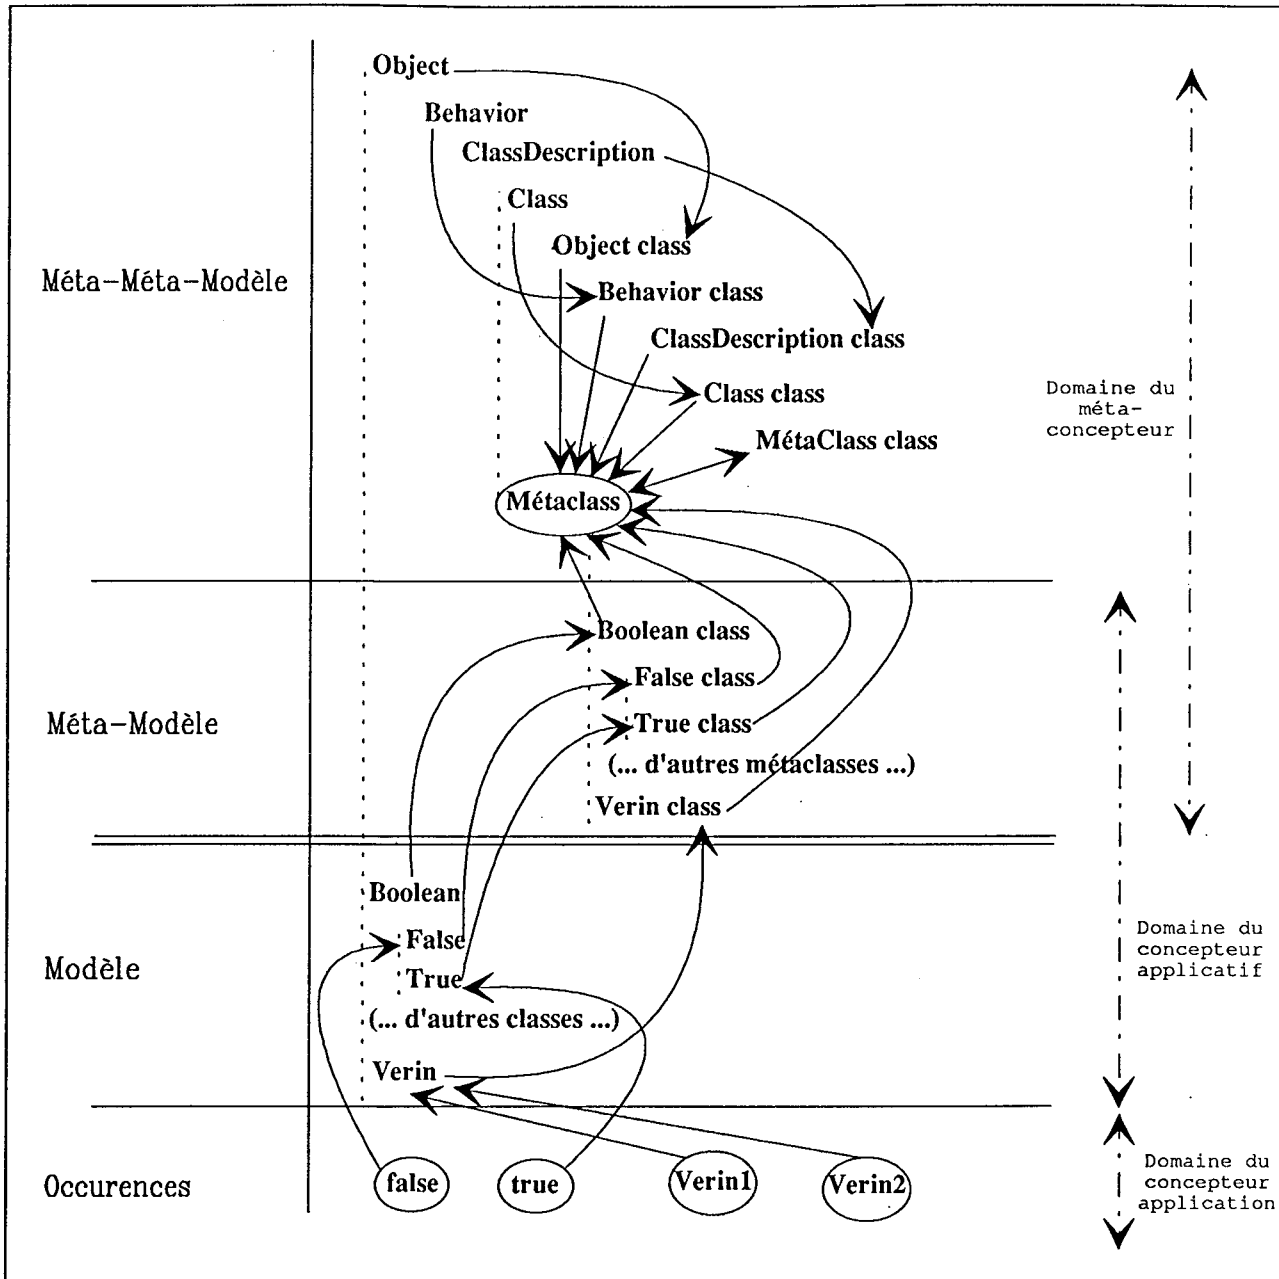 Object
Behavior
ClassDescription
Class
Object class
Méta-Méta-Modèle
Behavior class
ClassDescription class
Class class
MétaClass class
Métaclass
Domaine du
méta-
concepteur
Boolean class
False class
Méta-Modèle
True class
(... d'autres métaclasses ...)
Verin class
Boolean
False
Modèle
True
(... d'autres classes ...)
Verin
Domaine du
concepteur
applicatif
Occurences
false
true
Verin1
Verin2
Domaine du
concepteur
application